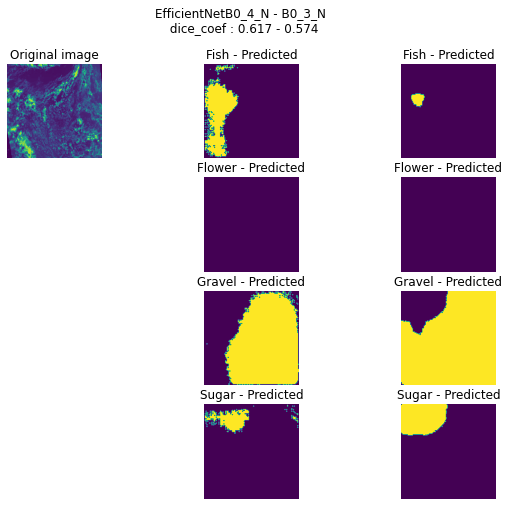 EfficientNetB0_4_N - B0_3_N
dice_coef : 0.617 - 0.574
Original image
Fish - Predicted
Fish - Predicted
Flower - Predicted
Flower - Predicted
Gravel - Predicted
Gravel - Predicted
Sugar - Predicted
Sugar - Predicted